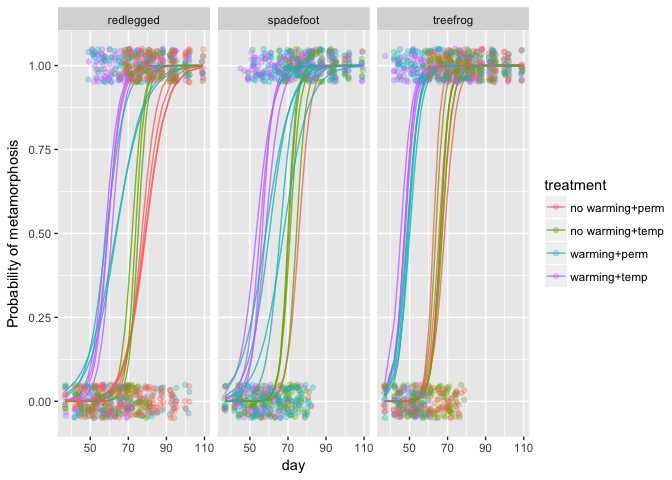 redlegged spadefoot treefrog
Probability of metamorphosis
1.00
0.75
0.50
0.25
0.00
50 70 90 110 50 70 90 110 50 70 90 110
day
treatment
no warming+perm
no warming+temp
warming+perm
warming+temp